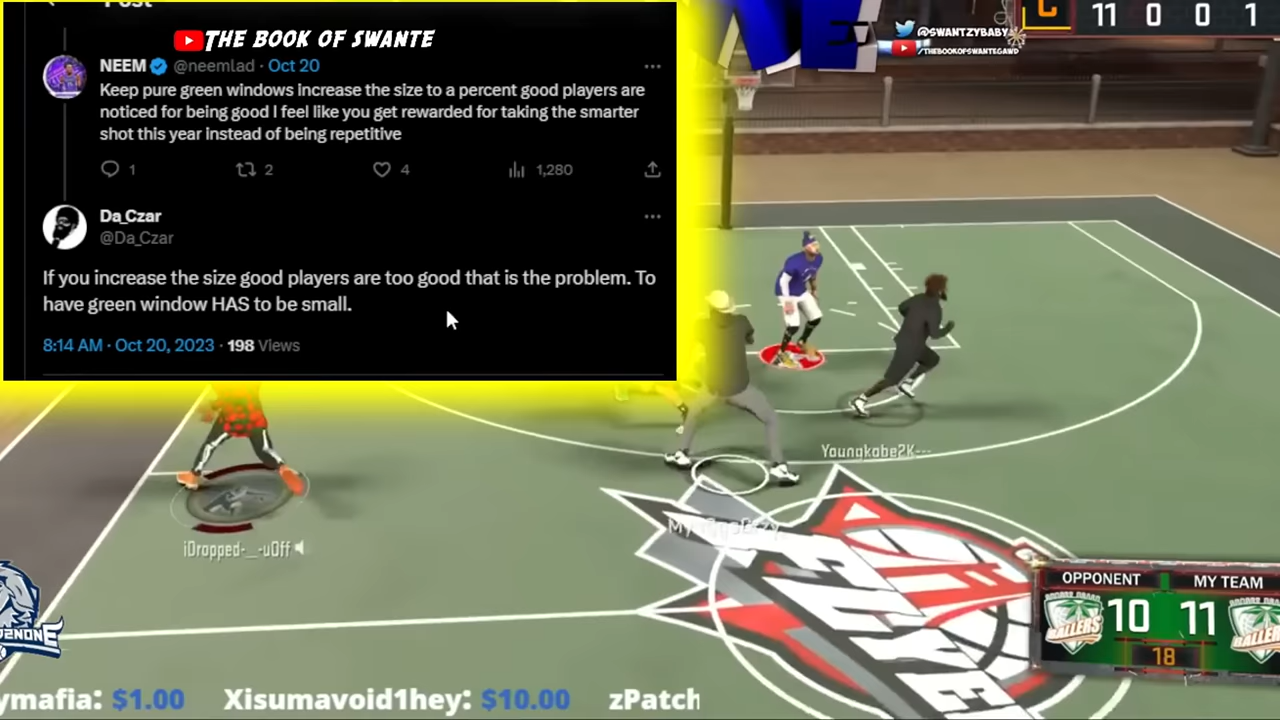 Post
THE BOOK OF SWANTE
NEEM @neemlad · Oct 20
Keep pure green windows increase the size to a percent good players are
noticed for being good I feel like you get rewarded for taking the smarter
shot this year instead of being repetitive
1 2 4 1,280
Da_Czar
@Da_Czar
If you increase the size good players are too good that is the problem. To
have green window HAS to be small.
8:14 AM · Oct 20, 2023 · 198 Views
C 11 0 0 1
@SWANTZYBABY
/THEBOOKOFSWANTEGAWD
Youngkobe2K---
iDropped-__-uOff
OPPONENT MY TEAM
BALLERS 10 11
18
ymafia: $1.00 Xisumavoid1hey: $10.00 zPatch